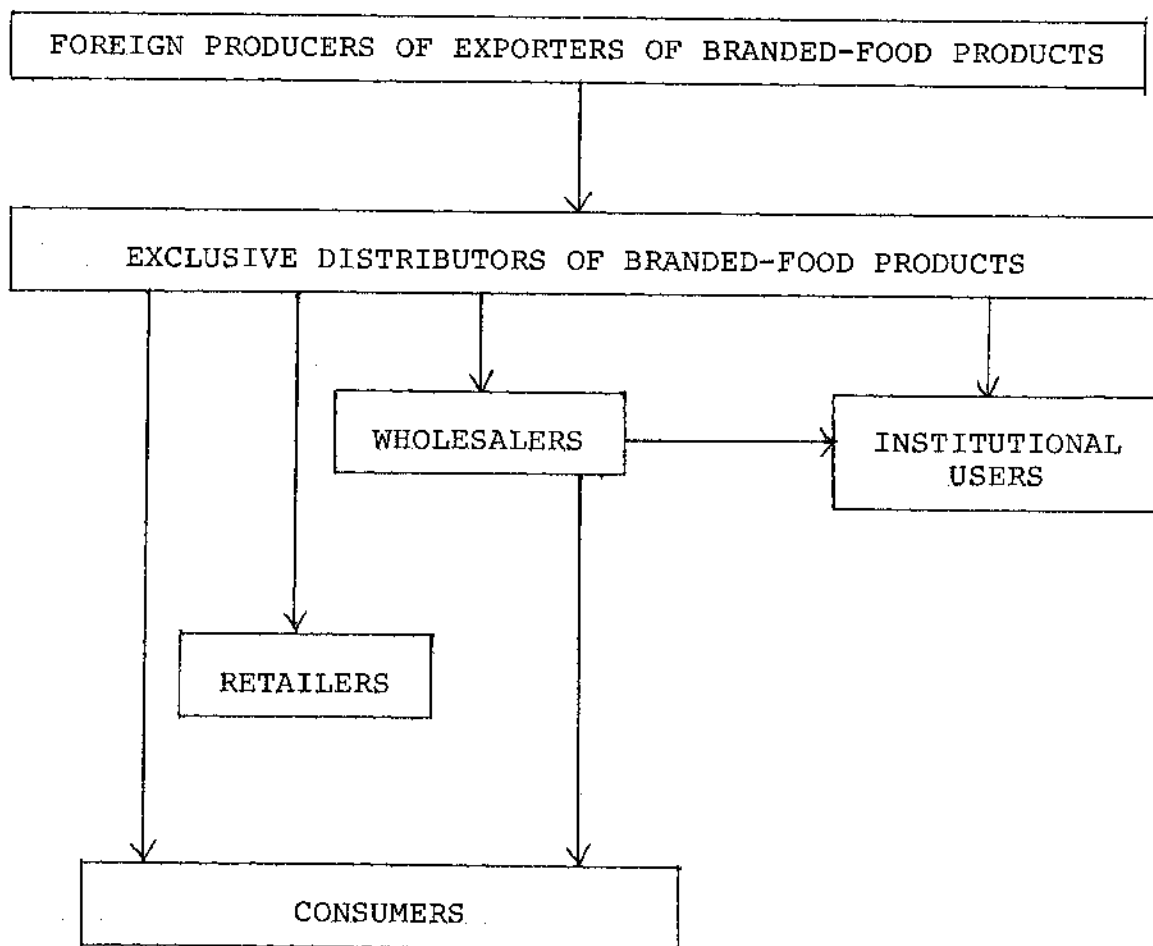 FOREIGN PRODUCERS OF EXPORTERS OF BRANDED-FOOD PRODUCTS
EXCLUSIVE DISTRIBUTORS OF BRANDED-FOOD PRODUCTS
WHOLESALERS
INSTITUTIONAL
USERS
RETAILERS
CONSUMERS